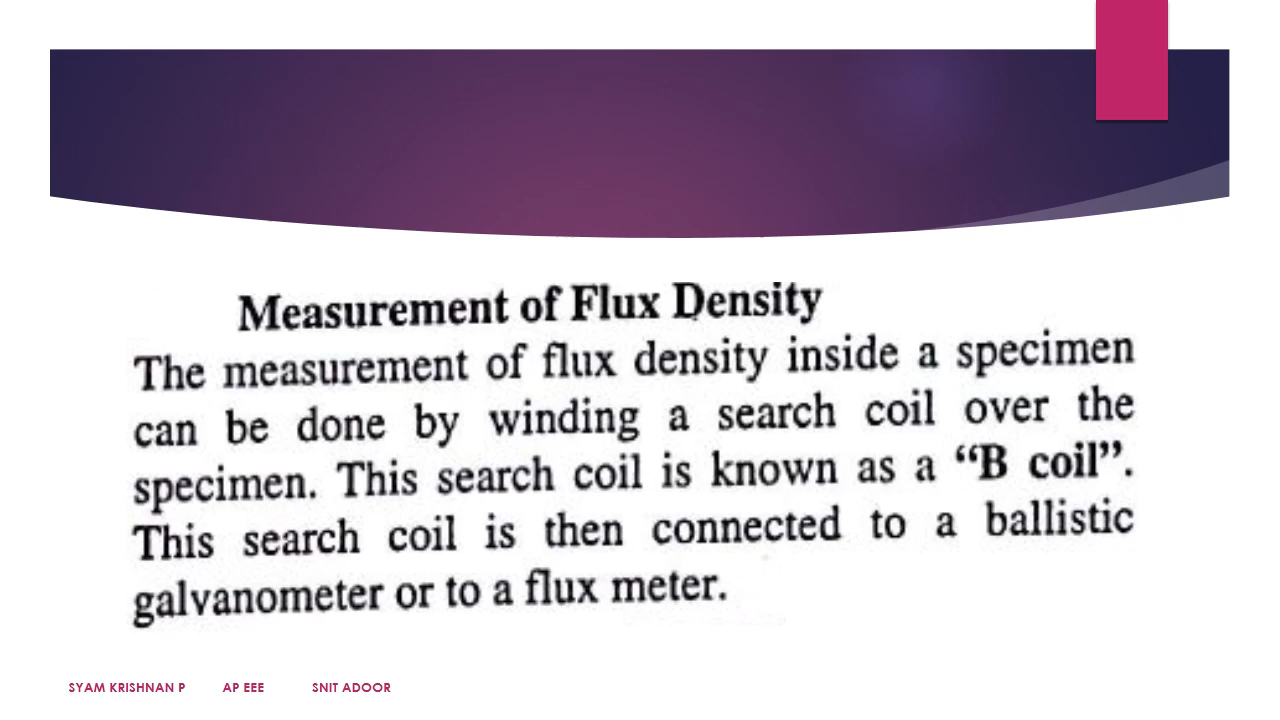 Measurement of Flux Density
The measurement of flux density inside a specimen
can be done by winding a search coil over the
specimen. This search coil is known as a “B coil”.
This search coil is then connected to a ballistic
galvanometer or to a flux meter.
SYAM KRISHNAN P AP EEE SNIT ADOOR